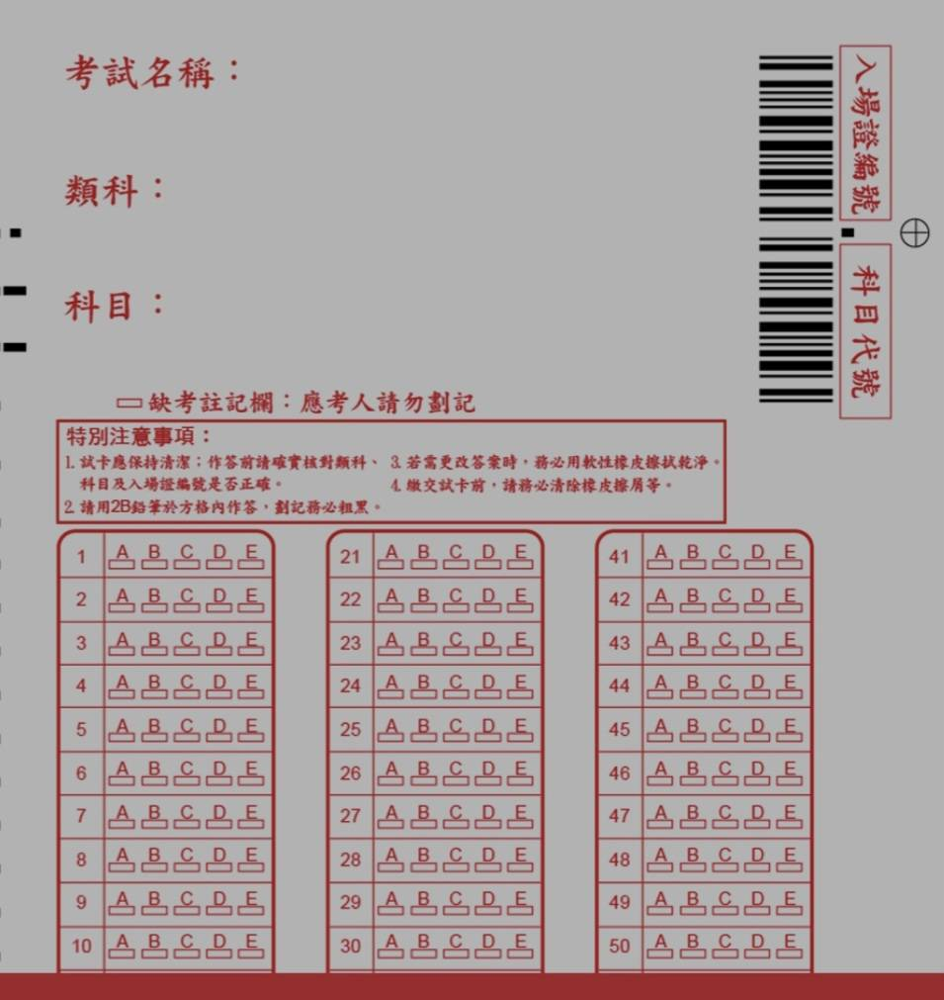 考試名稱：
入場證編號
類科：
科目：
科目代號
缺考註記欄：應考人請勿劃記
特別注意事項：
1. 試卡應保持清潔；作答前請確實核對類科、
科目及入場證編號是否正確。
2. 請用2B鉛筆於方格內作答，劃記務必粗黑。
3. 若需更改答案時，務必用軟性橡皮擦拭乾淨。
4. 繳交試卡前，請務必清除橡皮擦屑等。
1 A B C D E
2 A B C D E
3 A B C D E
4 A B C D E
5 A B C D E
6 A B C D E
7 A B C D E
8 A B C D E
9 A B C D E
10 A B C D E
21 A B C D E
22 A B C D E
23 A B C D E
24 A B C D E
25 A B C D E
26 A B C D E
27 A B C D E
28 A B C D E
29 A B C D E
30 A B C D E
41 A B C D E
42 A B C D E
43 A B C D E
44 A B C D E
45 A B C D E
46 A B C D E
47 A B C D E
48 A B C D E
49 A B C D E
50 A B C D E